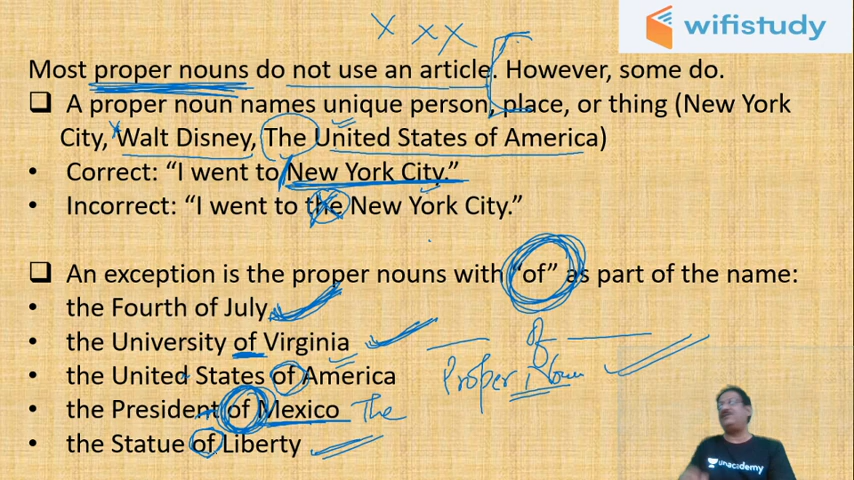 wifistudy
Most proper nouns do not use an article. However, some do.
❑ A proper noun names unique person, place, or thing (New York
City, Walt Disney, The United States of America)
• Correct: “I went to New York City.”
• Incorrect: “I went to the New York City.”
❑ An exception is the proper nouns with “of” as part of the name:
• the Fourth of July
• the University of Virginia
• the United States of America
• the President of Mexico The
• the Statue of Liberty
of
Proper Noun
unacademy